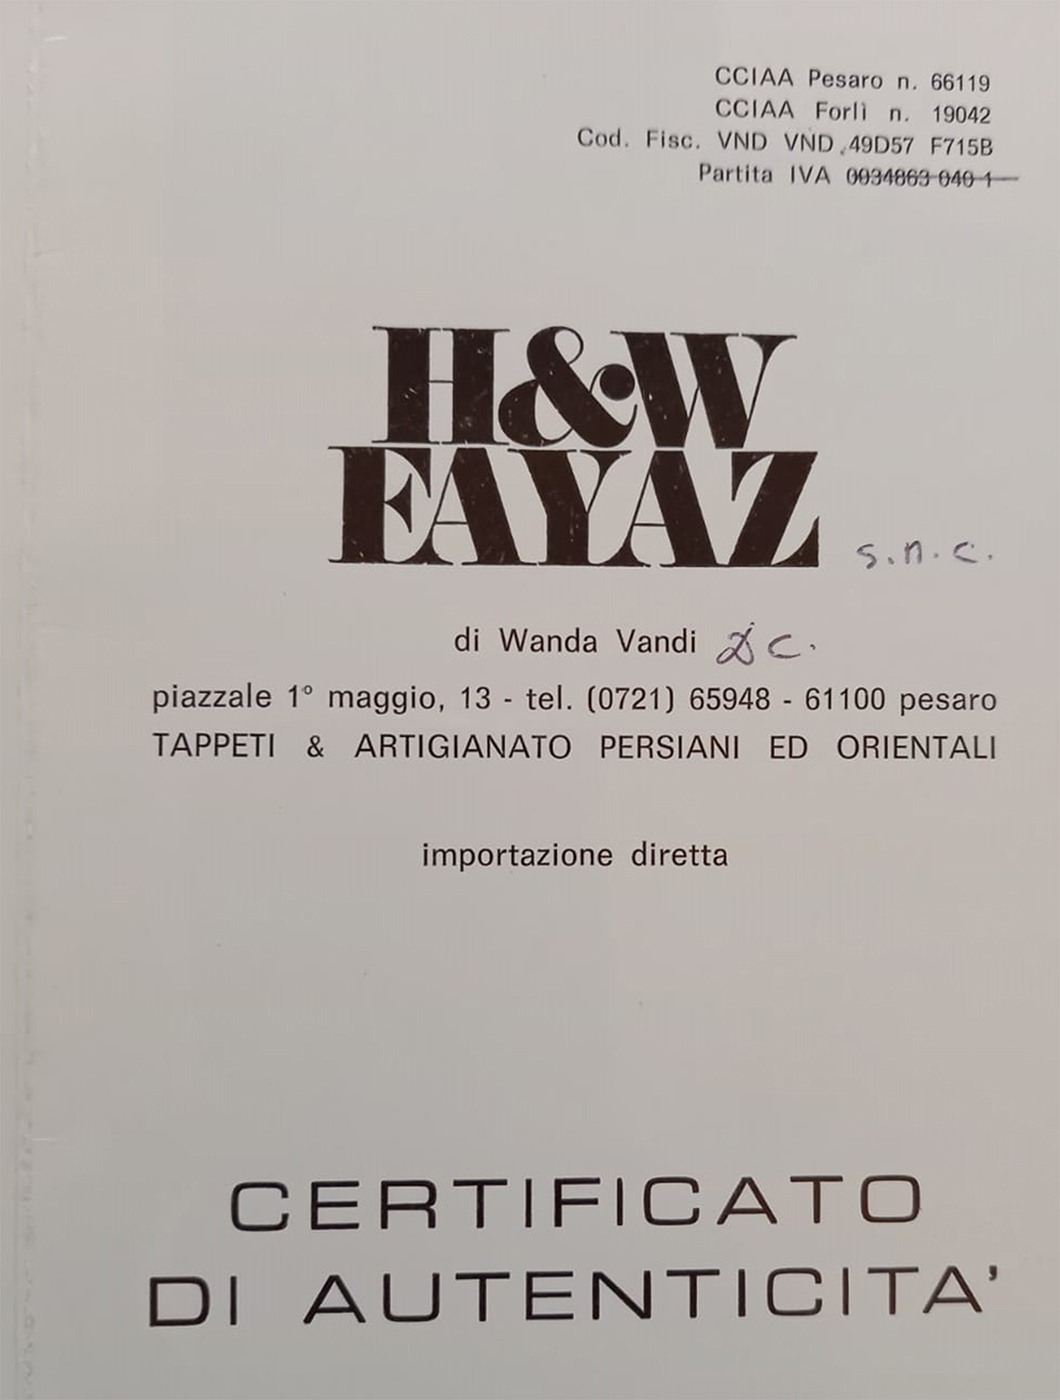 CCIAA Pesaro n. 66119
CCIAA Forlì n. 19042
Cod. Fisc. VND VND 49D57 F715B
Partita IVA 0034863 040 1
H&W
FAYAZ s.n.c.
di Wanda Vandi & C.
piazzale 1° maggio, 13 - tel. (0721) 65948 - 61100 pesaro
TAPPETI & ARTIGIANATO PERSIANI ED ORIENTALI
importazione diretta
CERTIFICATO
DI AUTENTICITA'